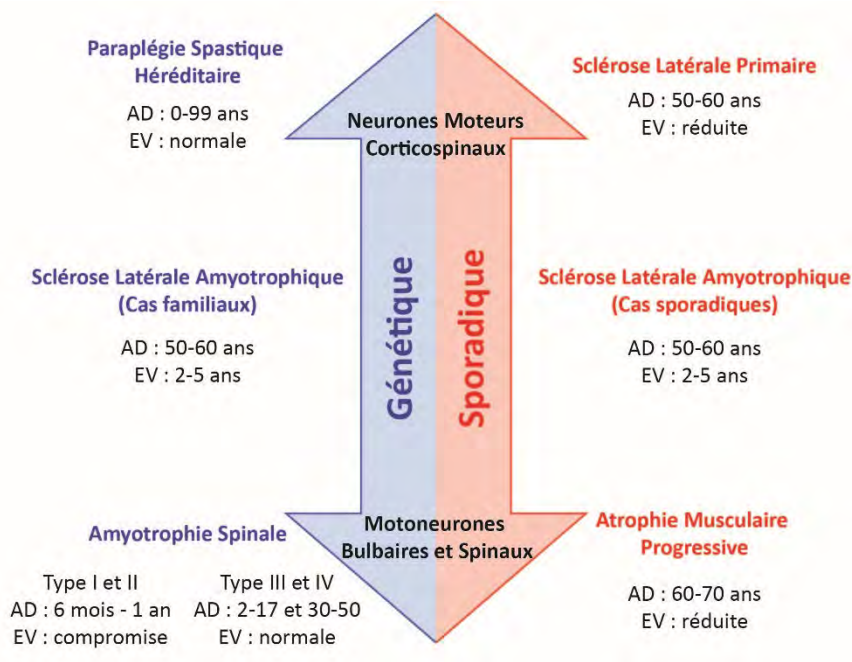 Paraplégie Spastique
Héréditaire
AD : 0-99 ans
EV : normale
Neurones Moteurs
Corticospinaux
Sclérose Latérale Primaire
AD : 50-60 ans
EV : réduite
Sclérose Latérale Amyotrophique
(Cas familiaux)
AD : 50-60 ans
EV : 2-5 ans
Génétique
Sporadique
Sclérose Latérale Amyotrophique
(Cas sporadiques)
AD : 50-60 ans
EV : 2-5 ans
Amyotrophie Spinale
Type I et II
AD : 6 mois - 1 an
EV : compromise
Type III et IV
AD : 2-17 et 30-50
EV : normale
Motoneurones
Bulbaires et Spinaux
Atrophie Musculaire
Progressive
AD : 60-70 ans
EV : réduite